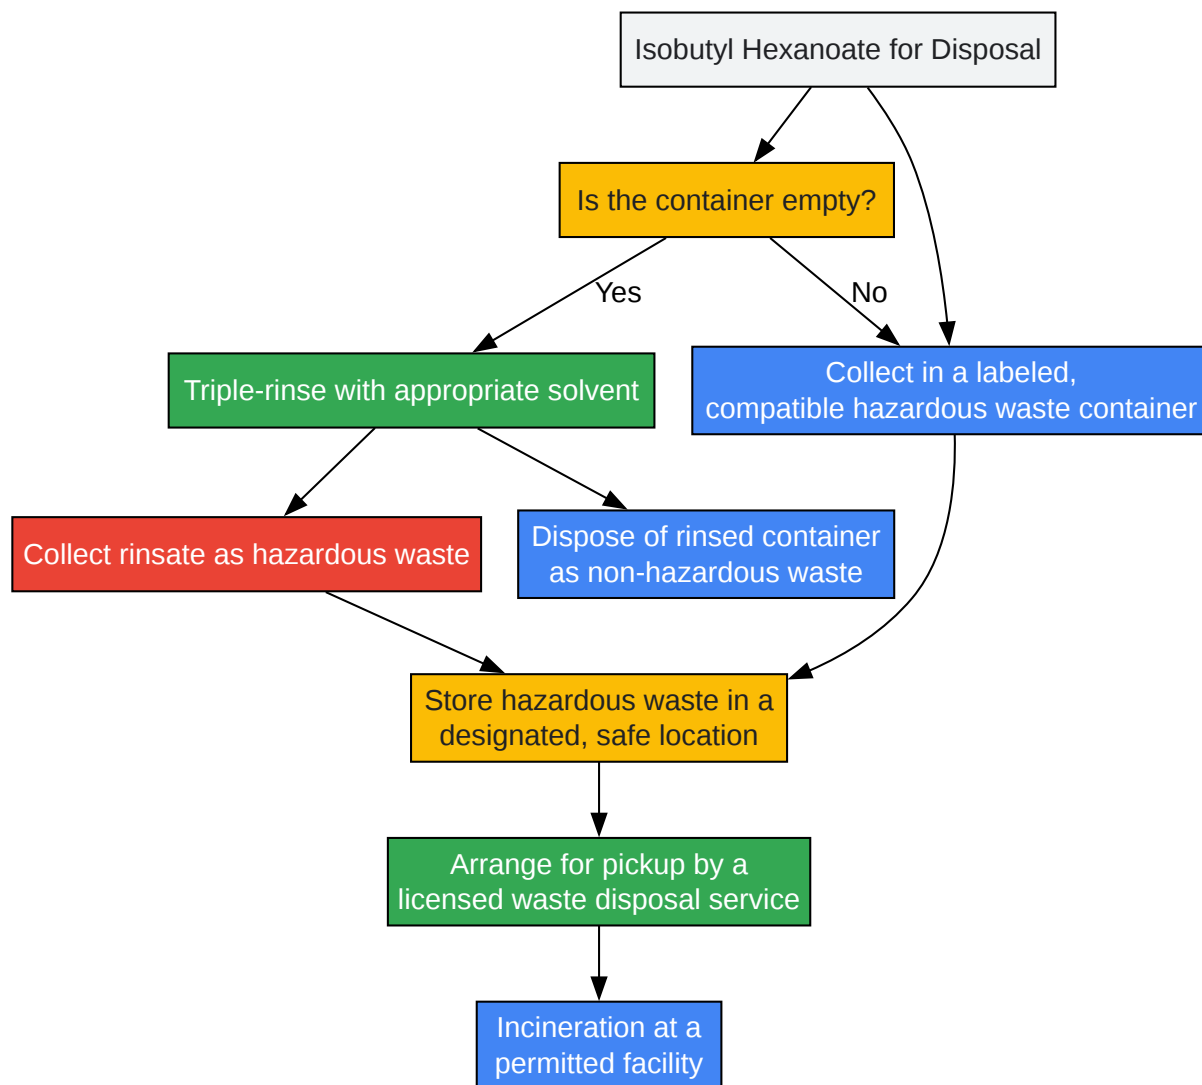 Isobutyl Hexanoate for Disposal
Is the container empty?
Yes
No
Triple-rinse with appropriate solvent
Collect in a labeled,
compatible hazardous waste container
Collect rinsate as hazardous waste
Dispose of rinsed container
as non-hazardous waste
Store hazardous waste in a
designated, safe location
Arrange for pickup by a
licensed waste disposal service
Incineration at a
permitted facility